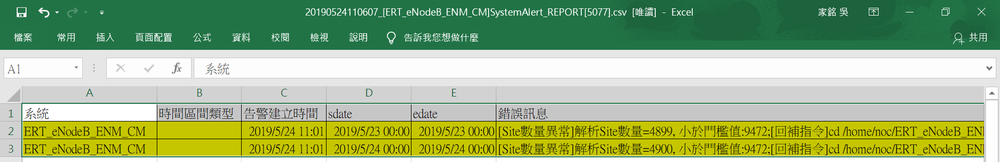 20190524110607_[ERT_eNodeB_ENM_CM]SystemAlert_REPORT[5077].csv [唯讀] - Excel
家銘 吳
檔案 常用 插入 頁面配置 公式 資料 校閱 檢視 說明 告訴我您想做什麼 共用
A1 fx 系統
A B C D E
1 系統 時間區間類型 告警建立時間 sdate edate 錯誤訊息
2 ERT_eNodeB_ENM_CM 2019/5/24 11:01 2019/5/23 00:00 2019/5/23 00:00 [Site數量異常]解析Site數量=4899, 小於門檻值:9472;[回補指令]cd /home/noc/ERT_eNodeB_EN
3 ERT_eNodeB_ENM_CM 2019/5/24 11:01 2019/5/24 00:00 2019/5/24 00:00 [Site數量異常]解析Site數量=4900, 小於門檻值:9472;[回補指令]cd /home/noc/ERT_eNodeB_EN